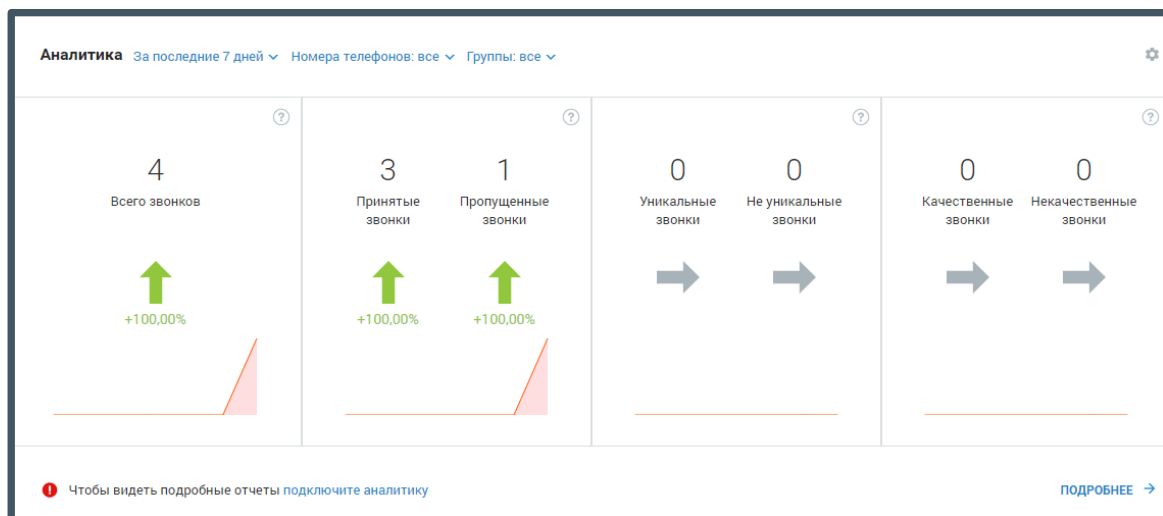 Аналитика За последние 7 дней Номера телефонов: все Группы: все
? ? ? ?
4 3 1 0 0 0 0
Всего звонков Принятые Пропущенные Уникальные Не уникальные Качественные Некачественные
звонки звонки звонки звонки звонки звонки
+100,00% +100,00% +100,00%
! Чтобы видеть подробные отчеты подключите аналитику ПОДРОБНЕЕ →